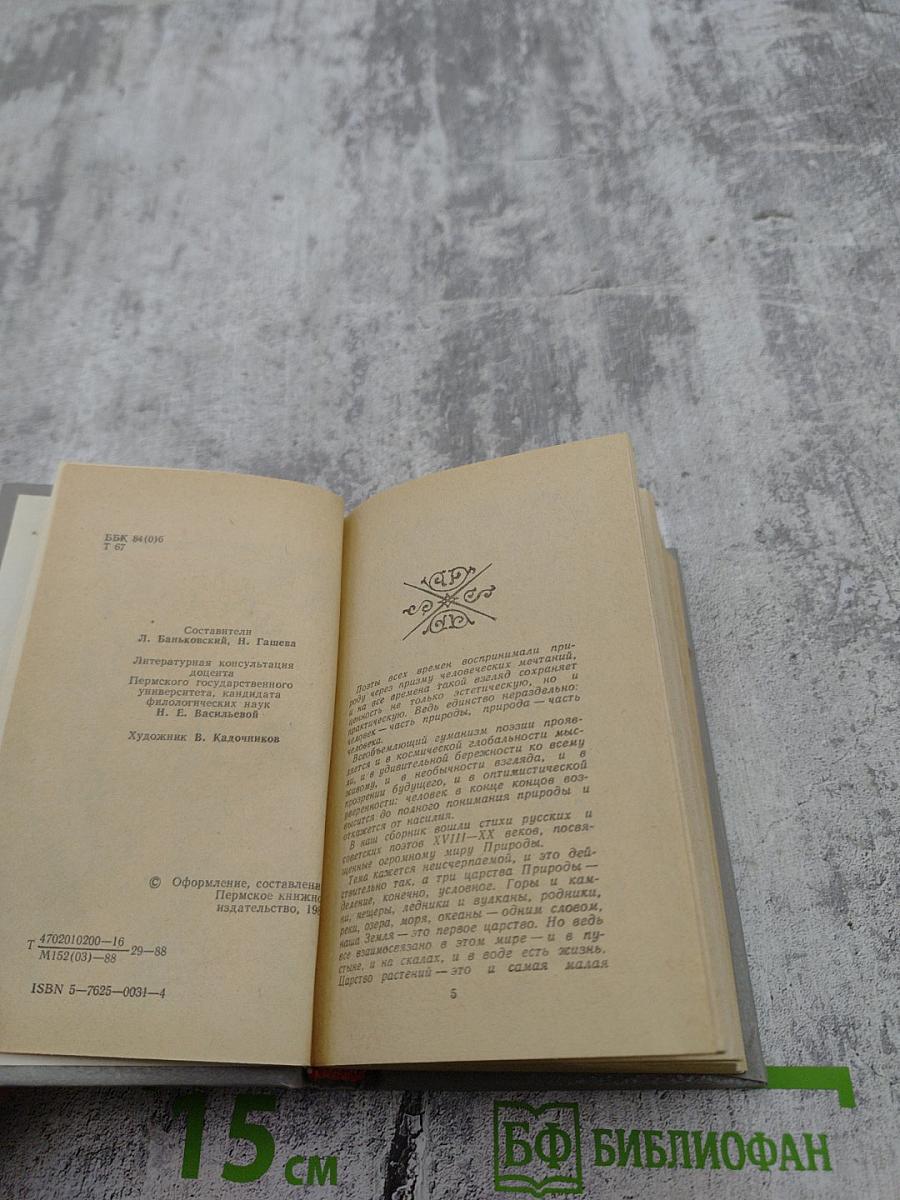 ББК 84(0)6
Т 67
Составители
Л. Баньковский, Н. Гашева
Литературная консультация
доцента
Пермского государственного
университета, кандидата
филологических наук
Н. Е. Васильевой
Художник В. Кадочников
© Оформление, составлени
Пермское книжно
издательство, 19
Т 4702010200—16
М152(03)—88
—29—88
ISBN 5—7625—0031—4
Поэты всех времен воспринимали при-
роду через призму человеческих мечтаний,
и на все времена такой взгляд сохраняет
ценность не только эстетическую, но и
практическую. Ведь единство нераздельно:
человек — часть природы, природа — часть
человека.
Всеобъемлющий гуманизм поэзии прояв-
ляется и в космической глобальности мыс-
ли, и в удивительной бережности ко всему
живому, и в необычности взгляда, и в
прозрении будущего, и в оптимистической
уверенности: человек в конце концов воз-
высится до полного понимания природы и
откажется от насилия.
В наш сборник вошли стихи русских и
советских поэтов XVIII—XX веков, посвя-
щенные огромному миру Природы.
Тема кажется неисчерпаемой, и это дей-
ствительно так, а три царства Природы —
деление, конечно, условное. Горы и кам-
ни, пещеры, ледники и вулканы, родники,
реки, озера, моря, океаны — одним словом,
наша Земля — это первое царство. Но ведь
все взаимосвязано в этом мире — и в пу-
стыне, и на скалах, и в воде есть жизнь.
Царство растений — это и самая малая
5
15 см
БФ БИБЛИОФАН